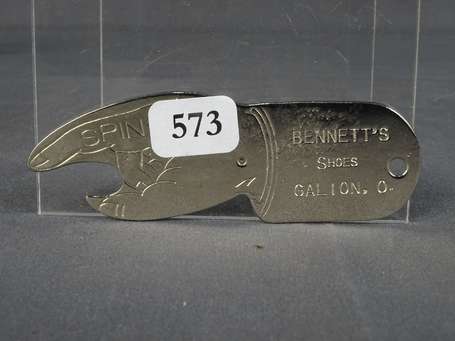 SPIN
573
BENNETT'S
SHOES
GALION, O.